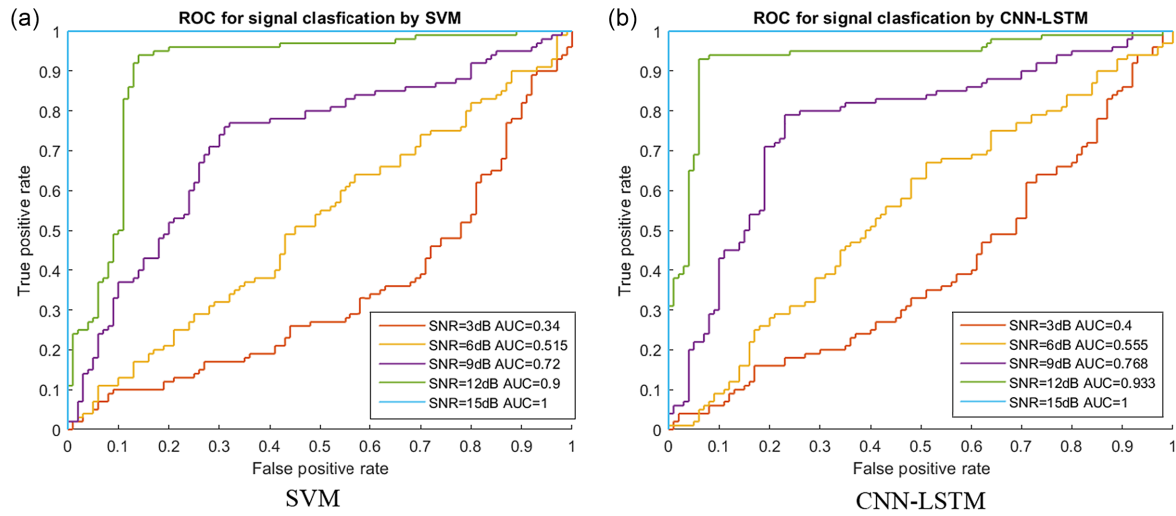 (a)
ROC for signal clasfication by SVM
1
0.9
0.8
0.7
0.6
0.5
0.4
0.3
0.2
0.1
0
True positive rate
SNR=3dB AUC=0.34
SNR=6dB AUC=0.515
SNR=9dB AUC=0.72
SNR=12dB AUC=0.9
SNR=15dB AUC=1
0 0.1 0.2 0.3 0.4 0.5 0.6 0.7 0.8 0.9 1
False positive rate
SVM
(b)
ROC for signal clasfication by CNN-LSTM
1
0.9
0.8
0.7
0.6
0.5
0.4
0.3
0.2
0.1
0
True positive rate
SNR=3dB AUC=0.4
SNR=6dB AUC=0.555
SNR=9dB AUC=0.768
SNR=12dB AUC=0.933
SNR=15dB AUC=1
0 0.1 0.2 0.3 0.4 0.5 0.6 0.7 0.8 0.9 1
False positive rate
CNN-LSTM